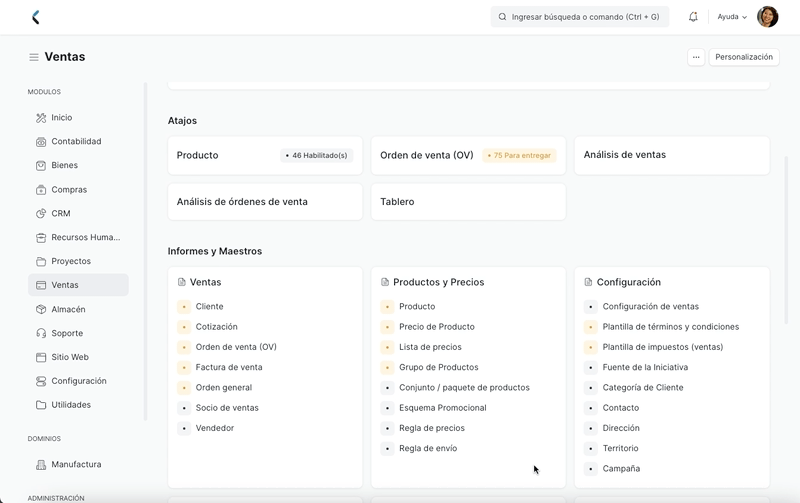 Ingresar búsqueda o comando (Ctrl + G)
Ayuda
Ventas
Personalización
MODULOS
Inicio
Contabilidad
Bienes
Compras
CRM
Recursos Huma...
Proyectos
Ventas
Almacén
Soporte
Sitio Web
Configuración
Utilidades
DOMINIOS
Manufactura
ADMINISTRACIÓN
Atajos
Producto
46 Habilitado(s)
Orden de venta (OV)
75 Para entregar
Análisis de ventas
Análisis de órdenes de venta
Tablero
Informes y Maestros
Ventas
Cliente
Cotización
Orden de venta (OV)
Factura de venta
Orden general
Socio de ventas
Vendedor
Productos y Precios
Producto
Precio de Producto
Lista de precios
Grupo de Productos
Conjunto / paquete de productos
Esquema Promocional
Regla de precios
Regla de envío
Configuración
Configuración de ventas
Plantilla de términos y condiciones
Plantilla de impuestos (ventas)
Fuente de la Iniciativa
Categoría de Cliente
Contacto
Dirección
Territorio
Campaña